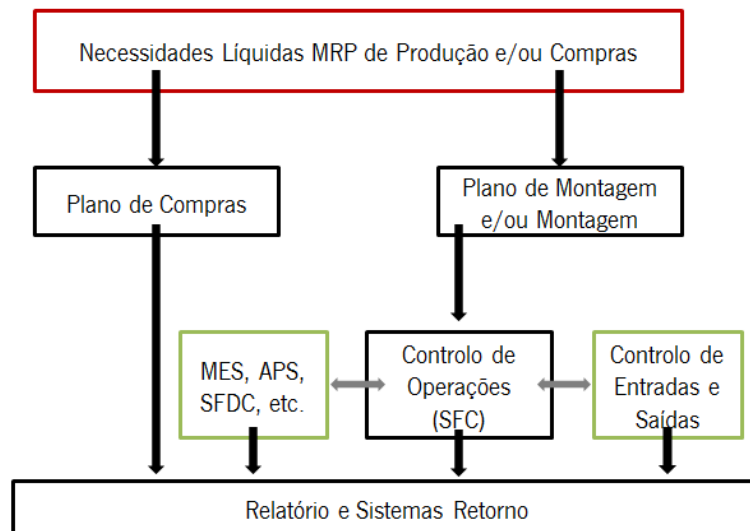 Necessidades Líquidas MRP de Produção e/ou Compras
Plano de Compras
Plano de Montagem
e/ou Montagem
MES, APS,
SFDC, etc.
Controlo de
Operações
(SFC)
Controlo de
Entradas e
Saídas
Relatório e Sistemas Retorno